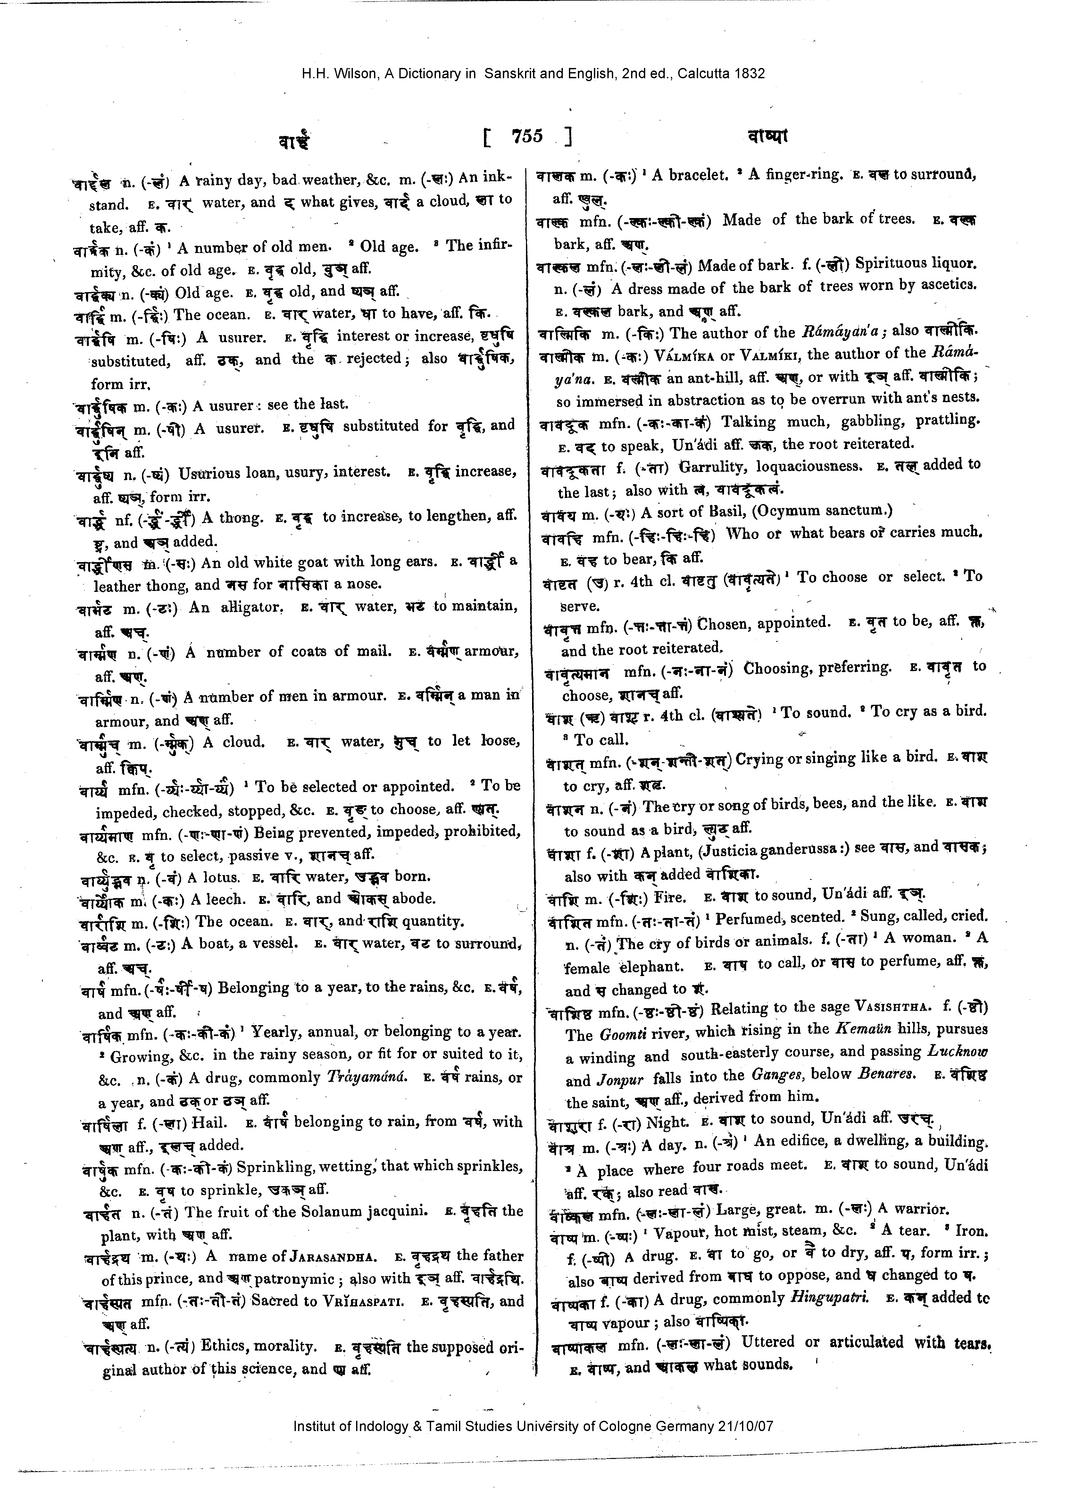 H.H. Wilson, A Dictionary in Sanskrit and English, 2nd ed., Calcutta 1832
वार्ह [ 755 ] वाष्पा
वार्द्दल n. (-लं) A rainy day, bad weather, &c. m. (-लः) An ink-
stand. E. वार् water, and द what gives, वार्द a cloud, ला to
take, aff. क.
वार्द्धक n. (-कं) ¹ A number of old men. ² Old age. ³ The infir-
mity, &c. of old age. E. वृद्ध old, वुञ् aff.
वार्द्धक्य n. (-क्यं) Old age. E. वृद्ध old, and ष्यञ् aff.
वार्द्धि m. (-र्द्धिः) The ocean. E. वार् water, धा to have, aff. कि.
वार्द्धुषि m. (-षिः) A usurer. E. वृद्धि interest or increase, वृधुषि
substituted, aff. ठक्, and the क rejected; also वार्द्धुषिक,
form irr.
वार्द्धुषिक m. (-कः) A usurer: see the last.
वार्द्धुषिन् m. (-षी) A usurer. E. वृधुषि substituted for वृद्धि, and
इनि aff.
वार्द्धुष्य n. (-ष्यं) Usurious loan, usury, interest. E. वृद्धि increase,
aff. ष्यञ्, form irr.
वार्द्ध्र nf. (-र्द्ध्रं-र्द्ध्री) A thong. E. वृध to increase, to lengthen, aff.
ष्ट्रन्, and अञ् added.
वार्द्ध्रीणस m. (-सः) An old white goat with long ears. E. वार्द्ध्री a
leather thong, and नस for नासिका a nose.
वार्भट m. (-टः) An alligator. E. वार् water, भट to maintain,
aff. अच्.
वार्म्मण n. (-णं) A number of coats of mail. E. वर्म्मण् armour,
aff. अण्.
वार्म्मिण n. (-णं) A number of men in armour. E. वर्म्मिन् a man in
armour, and अण् aff.
वार्म्मुच् m. (-र्म्मुक्) A cloud. E. वार् water, मुच् to let loose,
aff. क्विप्.
वार्य्य mfn. (-र्य्यः-र्य्या-र्य्यं) ¹ To be selected or appointed. ² To be
impeded, checked, stopped, &c. E. वृङ् to choose, aff. ण्यत्.
वार्य्यमाण mfn. (-णः-णा-णं) Being prevented, impeded, prohibited,
&c. E. वृ to select, passive v., शानच् aff.
वार्य्युद्भव n. (-वं) A lotus. E. वारि water, उद्भव born.
वार्य्योक m. (-कः) A leech. E. वारि, and ओकस् abode.
वार्राशि m. (-शिः) The ocean. E. वार्, and राशि quantity.
वार्व्वट m. (-टः) A boat, a vessel. E. वार् water, वट to surround,
aff. अच्.
वार्ष mfn. (-र्षः-र्षी-र्ष) Belonging to a year, to the rains, &c. E. वर्ष,
and अण् aff.
वार्षिक mfn. (-कः-की-कं) ¹ Yearly, annual, or belonging to a year.
² Growing, &c. in the rainy season, or fit for or suited to it,
&c. n. (-कं) A drug, commonly Tráyamáná. E. वर्ष rains, or
a year, and ठक् or ठञ् aff.
वार्षिला f. (-ला) Hail. E. वार्ष belonging to rain, from वर्ष, with
अण् aff., इलच् added.
वार्षुक mfn. (-कः-की-कं) Sprinkling, wetting, that which sprinkles,
&c. E. वृष to sprinkle, उकञ् aff.
वार्हत n. (-तं) The fruit of the Solanum jacquini. E. वृहति the
plant, with अण् aff.
वार्हद्रथ m. (-थः) A name of JARASANDHA. E. वृहद्रथ the father
of this prince, and अण् patronymic; also with इञ् aff. वार्हद्रथि.
वार्हस्पत mfn. (-तः-ती-तं) Sacred to VRIHASPATI. E. वृहस्पति, and
अण् aff.
वार्हस्पत्य n. (-त्यं) Ethics, morality. E. वृहस्पति the supposed ori-
ginal author of this science, and ण्य aff.
वालक m. (-कः) ¹ A bracelet. ² A finger-ring. E. वल to surround,
aff. ण्वुल्.
वाल्क mfn. (-ल्कः-ल्की-ल्कं) Made of the bark of trees. E. वल्क
bark, aff. अण्.
वाल्कल mfn. (-लः-ली-लं) Made of bark. f. (-ली) Spirituous liquor.
n. (-लं) A dress made of the bark of trees worn by ascetics.
E. वल्कल bark, and अण् aff.
वाल्मिकि m. (-किः) The author of the Rámáyan'a; also वाल्मीकि.
वाल्मीक m. (-कः) VÁLMÍKA or VALMÍKI, the author of the Rámá-
ya'na. E. वल्मीक an ant-hill, aff. अण्, or with इञ् aff. वाल्मीकि;
so immersed in abstraction as to be overrun with ant's nests.
वावदूक mfn. (-कः-का-कं) Talking much, gabbling, prattling.
E. वद to speak, Un'ádi aff. ऊक, the root reiterated.
वावदूकता f. (-ता) Garrulity, loquaciousness. E. तल् added to
the last; also with त्व, वावदूकत्वं.
वावय m. (-यः) A sort of Basil, (Ocymum sanctum.)
वावहि mfn. (-हिः-हिः-हि) Who or what bears or carries much.
E. वह to bear, कि aff.
वावृत (उ) r. 4th cl. वावृतु (वावृत्यते) ¹ To choose or select. ² To
serve.
वावृत्त mfn. (-त्तः-त्ता-त्तं) Chosen, appointed. E. वृत to be, aff. क्त,
and the root reiterated.
वावृत्यमान mfn. (-नः-ना-नं) Choosing, preferring. E. वावृत to
choose, शानच् aff.
वाश (ऋ) वाशृ r. 4th cl. (वाश्यते) ¹ To sound. ² To cry as a bird.
³ To call.
वाशत् mfn. (-शन्-शन्ती-शत्) Crying or singing like a bird. E. वाश
to cry, aff. शतृ.
वाशन n. (-नं) The cry or song of birds, bees, and the like. E. वाश
to sound as a bird, ल्युट् aff.
वाशा f. (-शा) A plant, (Justicia ganderussa:) see वास, and वासक;
also with कन् added वाशिका.
वाशि m. (-शिः) Fire. E. वाश to sound, Un'ádi aff. इञ्.
वाशित mfn. (-तः-ता-तं) ¹ Perfumed, scented. ² Sung, called, cried.
n. (-तं) The cry of birds or animals. f. (-ता) ¹ A woman. ² A
female elephant. E. वाश to call, or वास to perfume, aff. क्त,
and स changed to श.
वाशिष्ठ mfn. (-ष्ठः-ष्ठी-ष्ठं) Relating to the sage VASISHTHA. f. (-ष्ठी)
The Goomti river, which rising in the Kemaün hills, pursues
a winding and south-easterly course, and passing Lucknow
and Jonpur falls into the Ganges, below Benares. E. वशिष्ठ
the saint, अण् aff., derived from him.
वाशुरा f. (-रा) Night. E. वाश to sound, Un'ádi aff. उरच्.
वाश्र m. (-श्रः) A day. n. (-श्रं) ¹ An edifice, a dwelling, a building.
² A place where four roads meet. E. वाश to sound, Un'ádi
aff. रक्; also read वास्र.
वाष्कल mfn. (-लः-ला-लं) Large, great. m. (-लः) A warrior.
वाष्प m. (-ष्पः) ¹ Vapour, hot mist, steam, &c. ² A tear. ³ Iron.
f. (-ष्पी) A drug. E. वा to go, or वै to dry, aff. प, form irr.;
also वाष्प derived from बाध to oppose, and ध changed to ष.
वाष्पका f. (-का) A drug, commonly Hingupatri. E. कन् added to
वाष्प vapour; also वाष्पिका.
वाष्पाकल mfn. (-लः-ला-लं) Uttered or articulated with tears.
E. वाष्प, and आकल what sounds.
Institut of Indology & Tamil Studies University of Cologne Germany 21/10/07